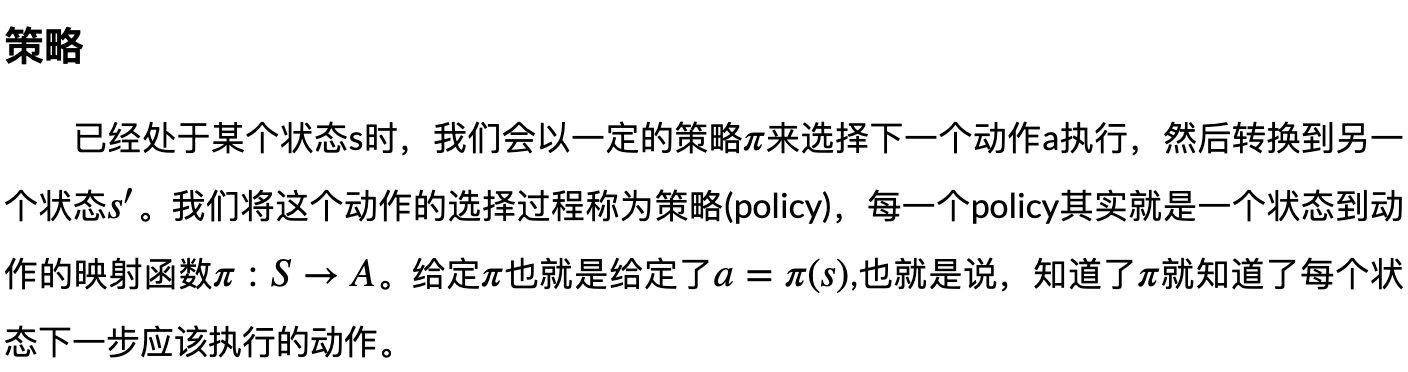 策略
已经处于某个状态s时，我们会以一定的策略π来选择下一个动作a执行，然后转换到另一
个状态s′。我们将这个动作的选择过程称为策略(policy)，每一个policy其实就是一个状态到动
作的映射函数π : S → A。给定π也就是给定了a = π(s),也就是说，知道了π就知道了每个状
态下一步应该执行的动作。